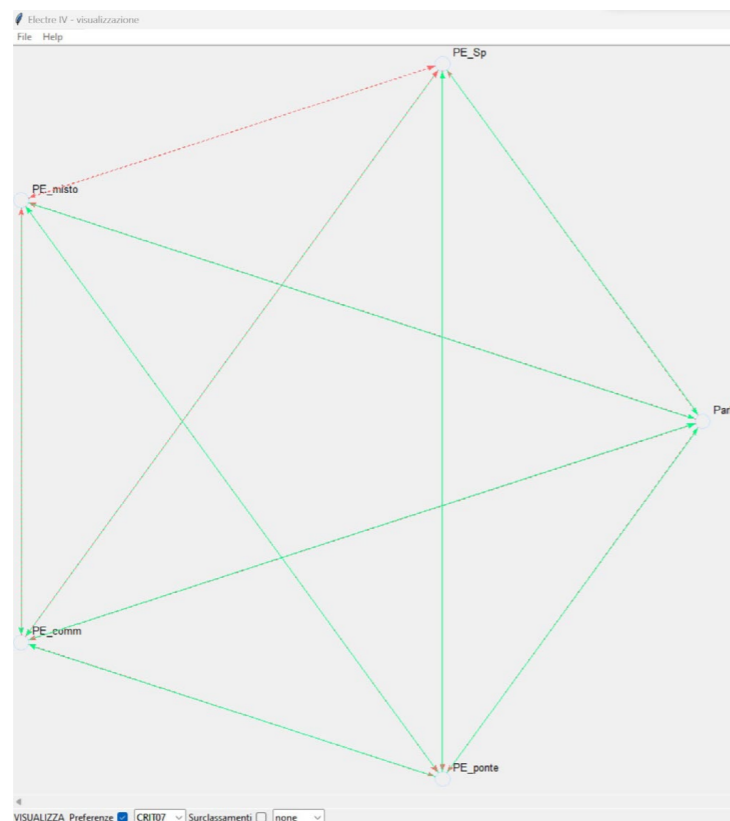 Electre IV - visualizzazione
File Help
PE_Sp
PE_misto
Par
PE_comm
PE_ponte
VISUALIZZA Preferenze CRIT07 Surclassamenti none